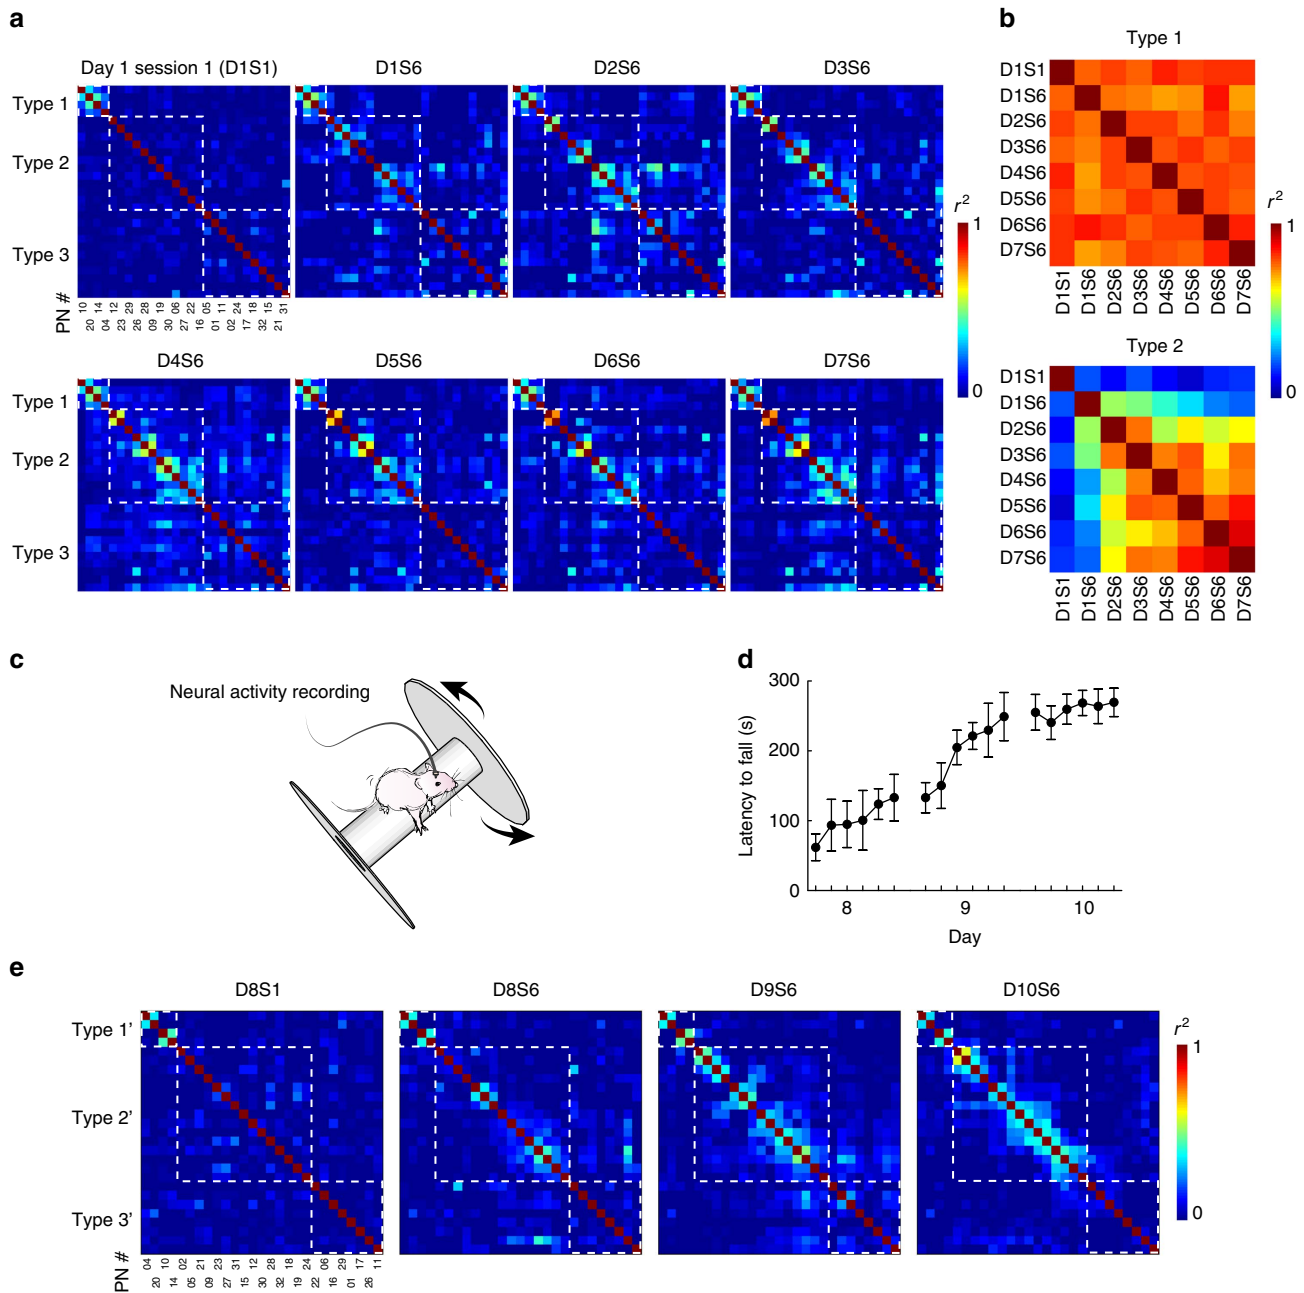 a
Day 1 session 1 (D1S1)
D1S6
D2S6
D3S6
Type 1
Type 2
Type 3
PN #
10 14 12 29 28 19 06 22 05 11 24 18 15 31
20 04 23 26 09 30 27 16 01 02 17 32 21
r²
1
0
D4S6
D5S6
D6S6
D7S6
Type 1
Type 2
Type 3
b
Type 1
D1S1
D1S6
D2S6
D3S6
D4S6
D5S6
D6S6
D7S6
D1S1 D1S6 D2S6 D3S6 D4S6 D5S6 D6S6 D7S6
r²
1
0
Type 2
D1S1
D1S6
D2S6
D3S6
D4S6
D5S6
D6S6
D7S6
D1S1 D1S6 D2S6 D3S6 D4S6 D5S6 D6S6 D7S6
c
Neural activity recording
d
Latency to fall (s)
300
200
100
0
8 9 10
Day
e
D8S1
D8S6
D9S6
D10S6
Type 1'
Type 2'
Type 3'
PN #
04 10 02 21 23 31 12 28 18 24 06 29 17 11
20 14 05 09 27 15 30 32 19 22 16 01 26
r²
1
0